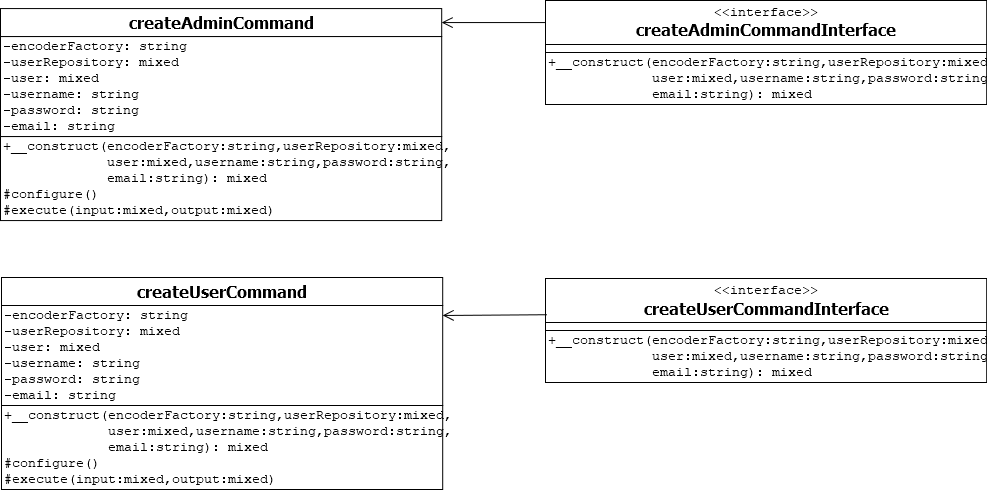 createAdminCommand
-encoderFactory: string
-userRepository: mixed
-user: mixed
-username: string
-password: string
-email: string
+__construct(encoderFactory:string,userRepository:mixed,
user:mixed,username:string,password:string,
email:string): mixed
#configure()
#execute(input:mixed,output:mixed)
<<interface>>
createAdminCommandInterface
+__construct(encoderFactory:string,userRepository:mixed
user:mixed,username:string,password:string
email:string): mixed
createUserCommand
-encoderFactory: string
-userRepository: mixed
-user: mixed
-username: string
-password: string
-email: string
+__construct(encoderFactory:string,userRepository:mixed,
user:mixed,username:string,password:string,
email:string): mixed
#configure()
#execute(input:mixed,output:mixed)
<<interface>>
createUserCommandInterface
+__construct(encoderFactory:string,userRepository:mixed
user:mixed,username:string,password:string
email:string): mixed